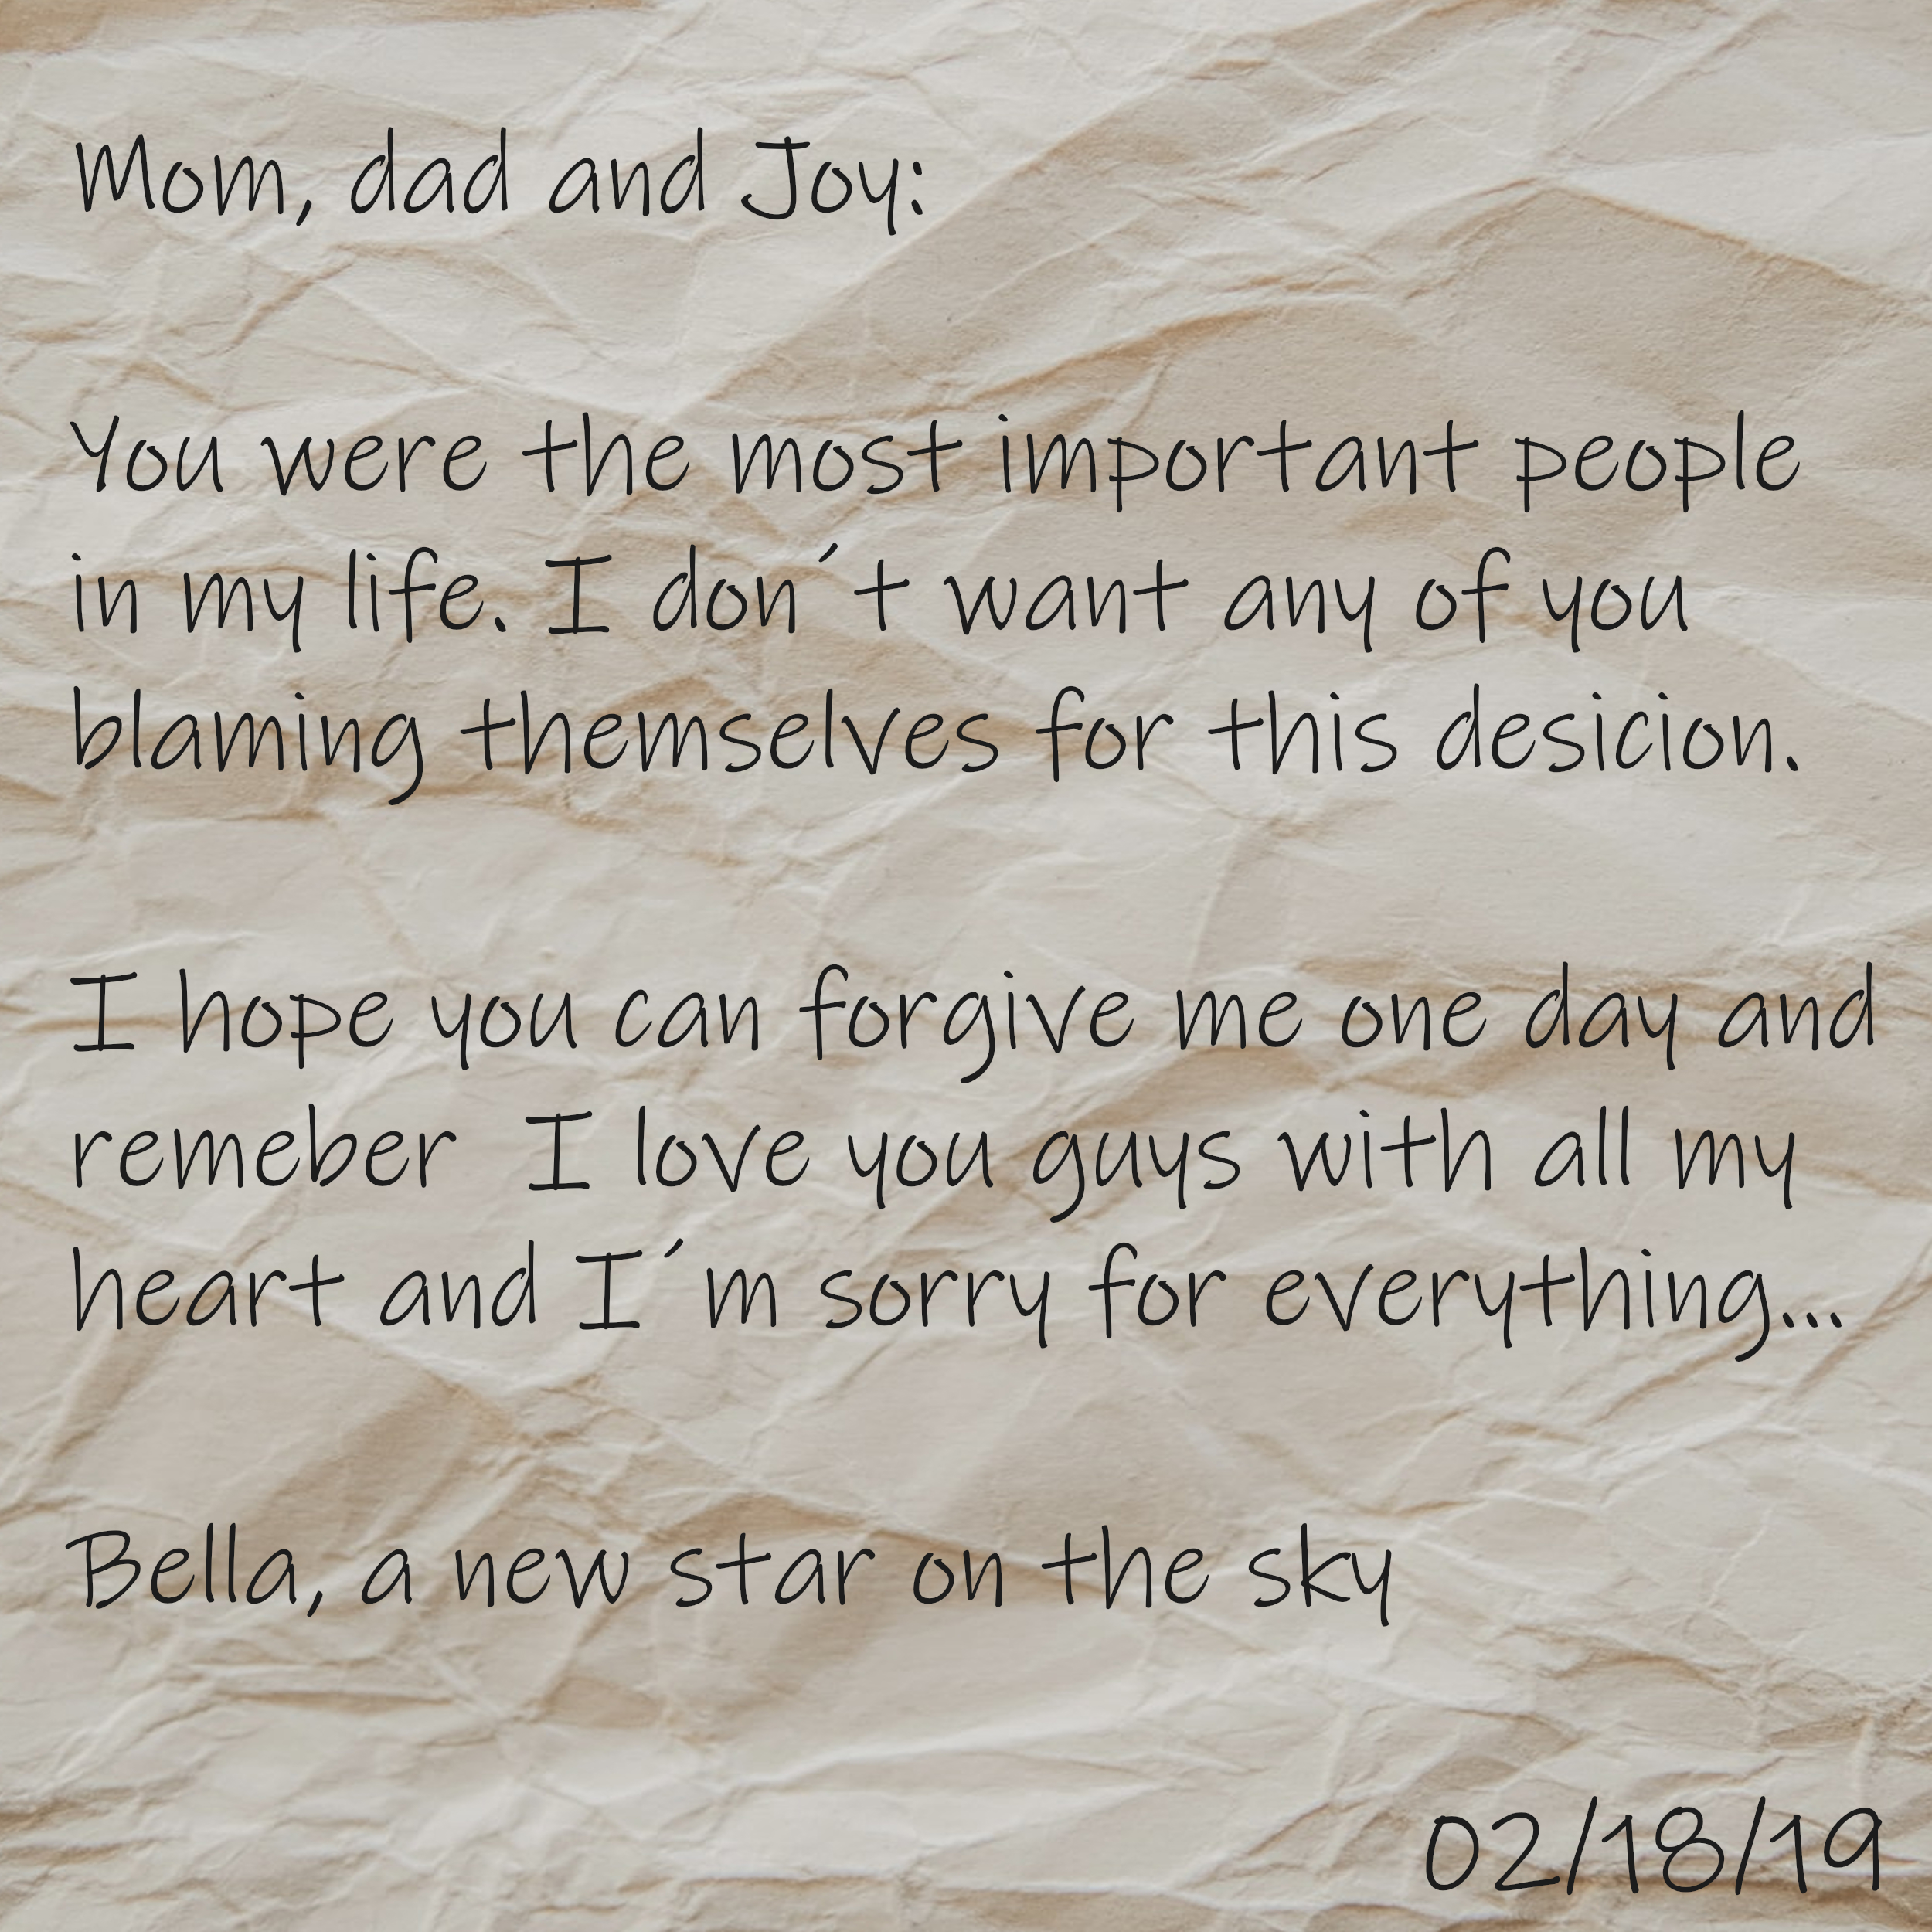 Mom, dad and Joy:
You were the most important people
in my life. I don´t want any of you
blaming themselves for this desicion.
I hope you can forgive me one day and
remeber  I love you guys with all my
heart and I´m sorry for everything...
Bella, a new star on the sky
02/18/19